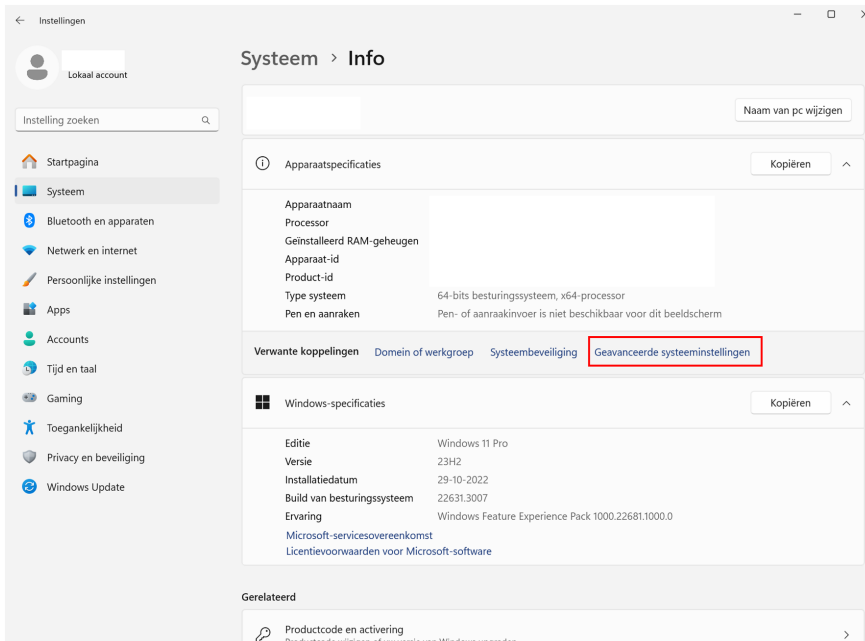 Instellingen
Lokaal account
Instelling zoeken
Startpagina
Systeem
Bluetooth en apparaten
Netwerk en internet
Persoonlijke instellingen
Apps
Accounts
Tijd en taal
Gaming
Toegankelijkheid
Privacy en beveiliging
Windows Update
Systeem > Info
Naam van pc wijzigen
Apparaatspecificaties
Kopiëren
Apparaatnaam
Processor
Geïnstalleerd RAM-geheugen
Apparaat-id
Product-id
Type systeem 64-bits besturingssysteem, x64-processor
Pen en aanraken Pen- of aanraakinvoer is niet beschikbaar voor dit beeldscherm
Verwante koppelingen Domein of werkgroep Systeembeveiliging Geavanceerde systeeminstellingen
Windows-specificaties
Kopiëren
Editie Windows 11 Pro
Versie 23H2
Installatiedatum 29-10-2022
Build van besturingssysteem 22631.3007
Ervaring Windows Feature Experience Pack 1000.22681.1000.0
Microsoft-servicesovereenkomst
Licentievoorwaarden voor Microsoft-software
Gerelateerd
Productcode en activering